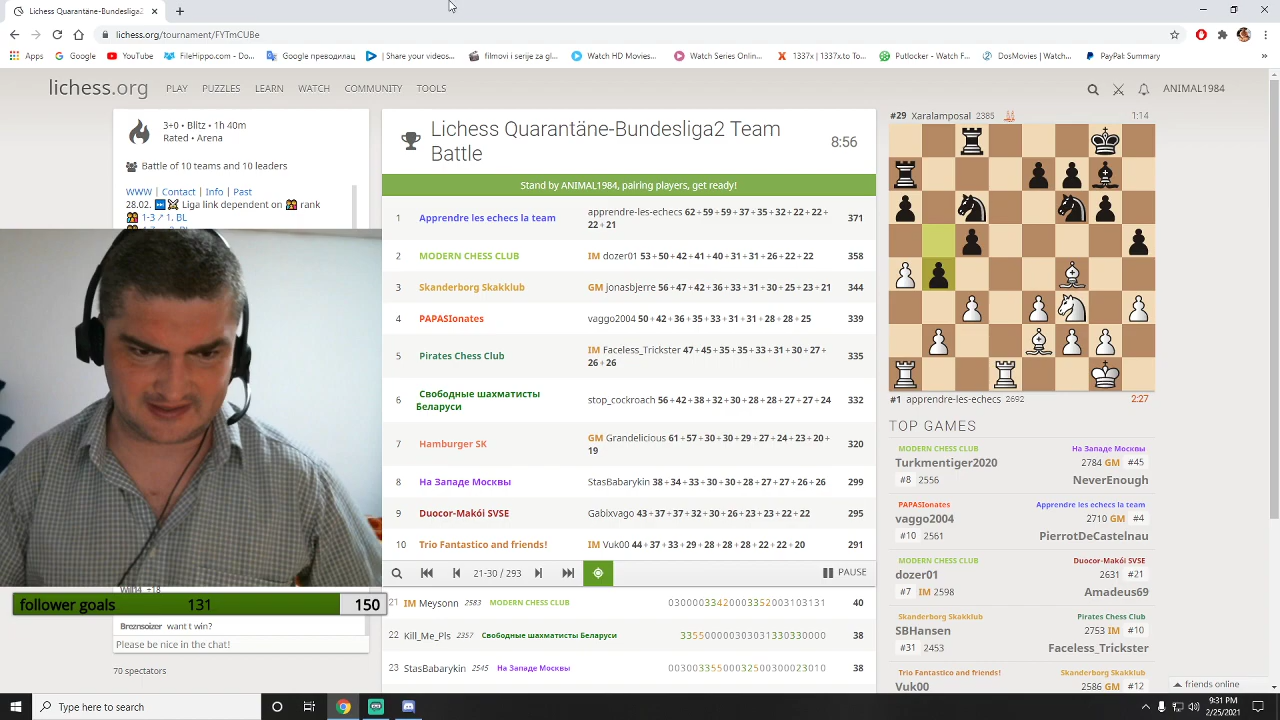 Lichess Quarantäne-Bundesliga2
lichess.org/tournament/FYTmCUBe
Apps
Google
YouTube
FileHippo.com - Do...
Google преводилац
filmovi i serije za gl...
Watch HD Movies...
Watch Series Onlin...
1337x | 1337x.to To...
Putlocker - Watch F...
DosMovies | Watch...
PayPal: Summary
lichess.org
PLAY
PUZZLES
LEARN
WATCH
COMMUNITY
TOOLS
ANIMAL1984
3+0 • Blitz • 1h 40m
Rated • Arena
Battle of 10 teams and 10 leaders
WWW | Contact | Info | Past
28.02. Liga link dependent on rank
1-3 ↗ 1. BL
Lichess Quarantäne-Bundesliga2 Team
Battle
8:56
Stand by ANIMAL1984, pairing players, get ready!
1 Apprendre les echecs la team apprendre-les-echecs 62 + 59 + 59 + 37 + 35 + 32 + 22 + 22 +
22 + 21 371
2 MODERN CHESS CLUB IM dozer01 53 + 50 + 42 + 41 + 40 + 31 + 31 + 26 + 22 + 22 358
3 Skanderborg Skakklub GM jonasbjerre 56 + 47 + 42 + 36 + 33 + 31 + 30 + 25 + 23 + 21 344
4 PAPASIonates vaggo2004 50 + 42 + 36 + 35 + 33 + 31 + 31 + 28 + 28 + 25 339
5 Pirates Chess Club IM Faceless_Trickster 47 + 45 + 35 + 35 + 33 + 31 + 30 + 27 +
26 + 26 335
6 Свободные шахматисты
Беларуси stop_cockroach 56 + 42 + 38 + 32 + 30 + 28 + 28 + 27 + 27 + 24 332
7 Hamburger SK GM Grandelicious 61 + 57 + 30 + 30 + 29 + 27 + 24 + 23 + 20 +
19 320
8 На Западе Москвы StasBabarykin 38 + 34 + 33 + 30 + 30 + 28 + 27 + 27 + 26 + 26 299
9 Duocor-Makói SVSE Gabixvago 43 + 37 + 37 + 32 + 30 + 26 + 23 + 23 + 22 + 22 295
10 Trio Fantastico and friends! IM Vuk00 44 + 37 + 33 + 29 + 28 + 28 + 28 + 22 + 22 + 20 291
21-30 / 293
PAUSE
21 IM Meysonn 2583 MODERN CHESS CLUB 030000334200033520031031 31 40
22 Kill_Me_Pls 2357 Свободные шахматисты Беларуси 3355000003030313303300 00 38
23 StasBabarykin 2545 На Западе Москвы 00300335500032500300023010 38
#29 Xaralamposal 2385
1:14
#1 apprendre-les-echecs 2692
2:27
TOP GAMES
MODERN CHESS CLUB На Западе Москвы
Turkmentiger2020 2784 GM #45
#8 2556 NeverEnough
PAPASIonates Apprendre les echecs la team
vaggo2004 2710 GM #4
#10 2561 PierrotDeCastelnau
MODERN CHESS CLUB Duocor-Makói SVSE
dozer01 2631 #21
#7 IM 2598 Amadeus69
Skanderborg Skakklub Pirates Chess Club
SBHansen 2753 IM #10
#31 2453 Faceless_Trickster
Trio Fantastico and friends! Skanderborg Skakklub
Vuk00 2586 GM #12
friends online
follower goals 131 150
Breznsoizer want t win?
Please be nice in the chat!
70 spectators
Type here to search
9:31 PM
9/25/2021